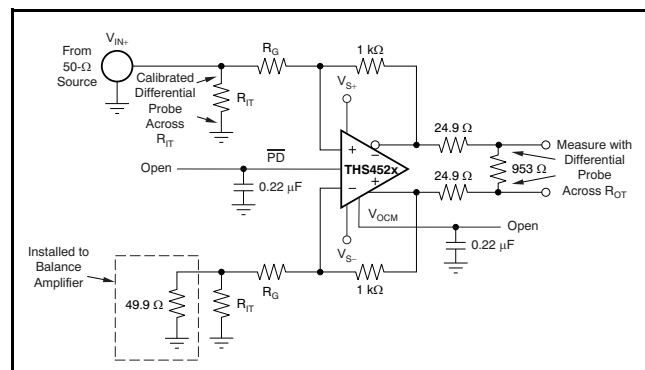 V_IN+
From
50-Ω
Source
R_G
1 kΩ
Calibrated
Differential
Probe
Across
R_IT
R_IT
V_S+
24.9 Ω
PD
Open
0.22 µF
+
−
THS452x
−
+
953 Ω
Measure with
Differential
Probe
Across R_OT
24.9 Ω
V_OCM
Open
0.22 µF
V_S−
Installed to
Balance
Amplifier
49.9 Ω
R_IT
R_G
1 kΩ